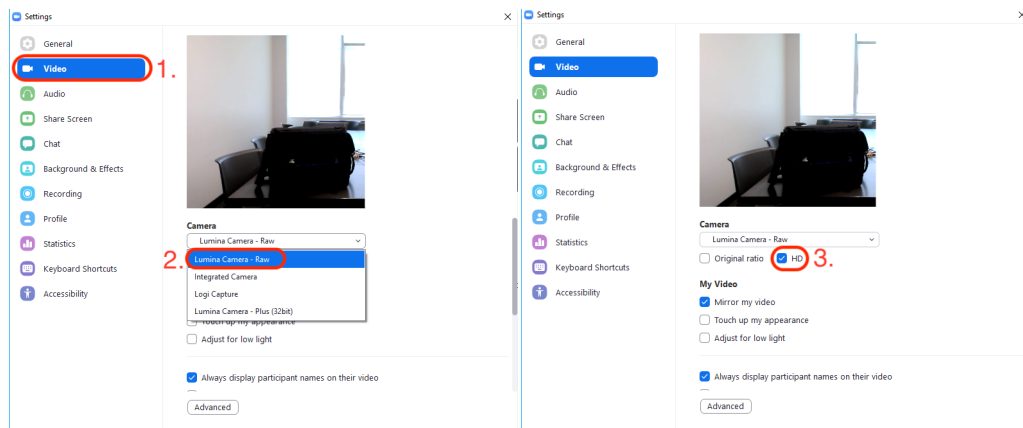 Settings
General
Video
1.
Audio
Share Screen
Chat
Background & Effects
Recording
Profile
Statistics
Keyboard Shortcuts
Accessibility
Camera
Lumina Camera - Raw
2.
Lumina Camera - Raw
Integrated Camera
Logi Capture
Lumina Camera - Plus (32bit)
Touch up my appearance
Adjust for low light
Always display participant names on their video
Advanced
Settings
General
Video
Audio
Share Screen
Chat
Background & Effects
Recording
Profile
Statistics
Keyboard Shortcuts
Accessibility
Camera
Lumina Camera - Raw
Original ratio HD 3.
My Video
Mirror my video
Touch up my appearance
Adjust for low light
Always display participant names on their video
Advanced